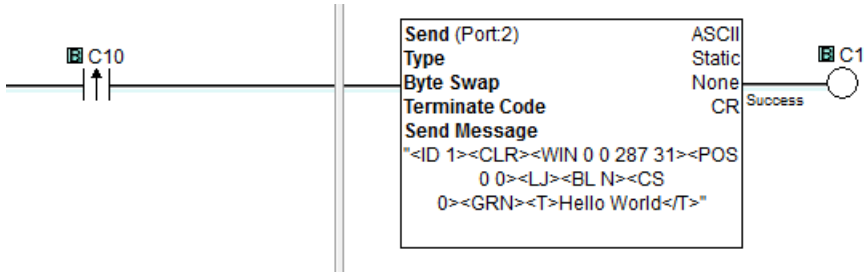 B C10
Send (Port:2) ASCII
Type Static
Byte Swap None
Terminate Code CR
Send Message
"<ID 1><CLR><WIN 0 0 287 31><POS
0 0><LJ><BL N><CS
0><GRN><T>Hello World</T>"
Success
B C1